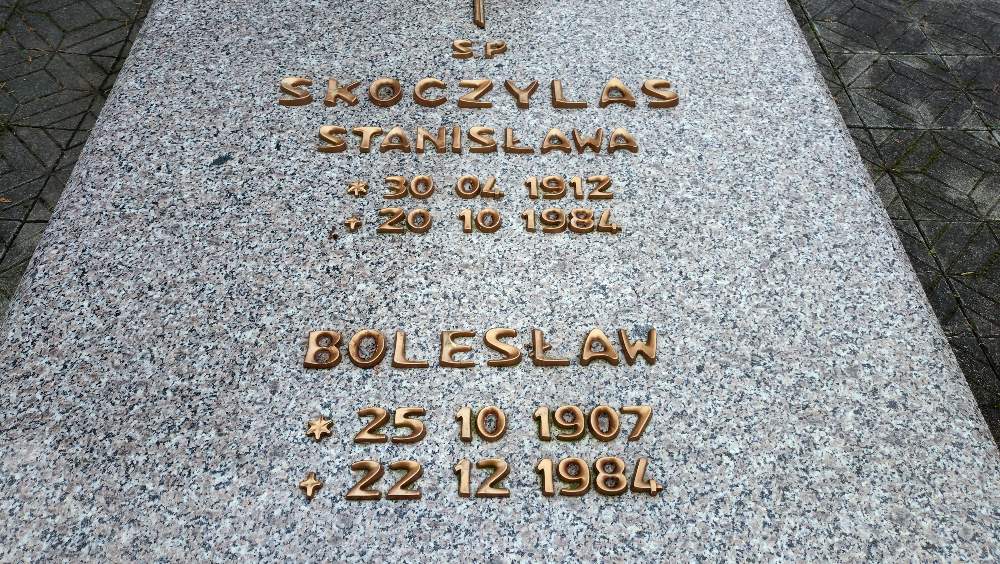 SP
SKOCZYLAS
STANISŁAWA
* 30 04 1912
+ 20 10 1984
BOLESŁAW
* 25 10 1907
+ 22 12 1984